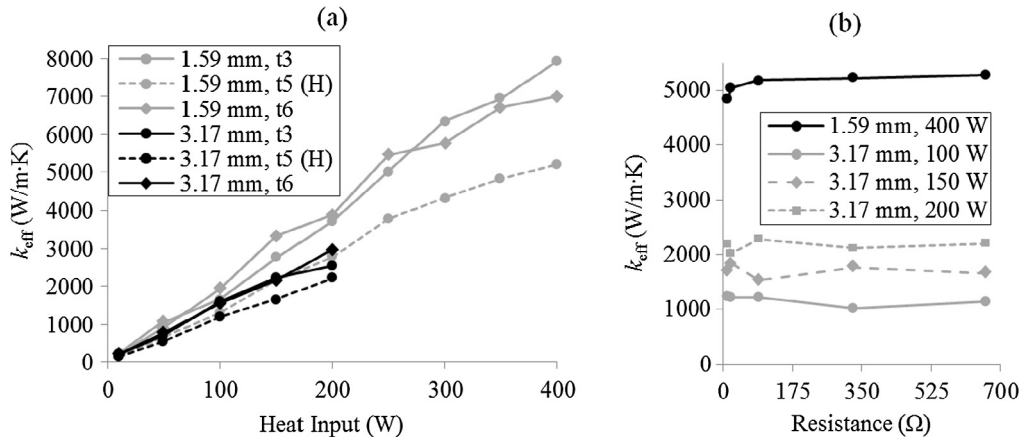 (a)
8000
7000
6000
5000
4000
3000
2000
1000
0
k_eff (W/m·K)
1.59 mm, t3
1.59 mm, t5 (H)
1.59 mm, t6
3.17 mm, t3
3.17 mm, t5 (H)
3.17 mm, t6
0 100 200 300 400
Heat Input (W)
(b)
5000
4000
3000
2000
1000
0
k_eff (W/m·K)
1.59 mm, 400 W
3.17 mm, 100 W
3.17 mm, 150 W
3.17 mm, 200 W
0 175 350 525 700
Resistance (Ω)